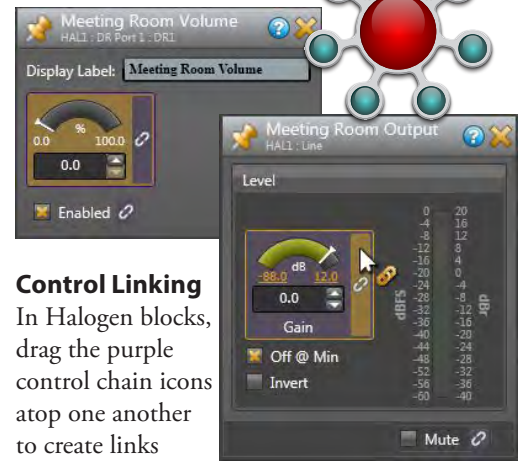 Meeting Room Volume
HAL1 : DR Port 1 : DR1
Display Label: Meeting Room Volume
%
0.0 100.0
0.0
Enabled
Meeting Room Output
HAL1 : Line
Level
dB
-88.0 12.0
0.0
Gain
Off @ Min
Invert
dBFS
dBr
0 20
-4 16
-8 12
-12 8
-16 4
-20 0
-24 -4
-28 -8
-32 -12
-36 -16
-40 -20
-44 -24
-48 -28
-52 -32
-56 -36
-60 -40
Mute
Control Linking
In Halogen blocks,
drag the purple
control chain icons
atop one another
to create links